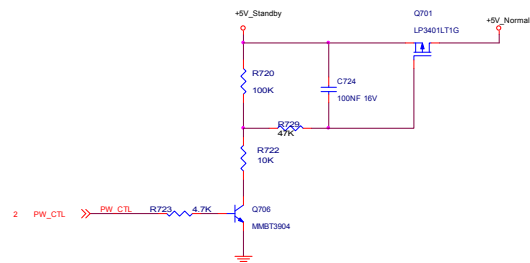 Q701
+5V_Standby
LP3401LT1G
+5V_Normal
R720
100K
C724
100NF 16V
R729
47K
R722
10K
2 PW_CTL PW_CTL R723 4.7K
Q706
MMBT3904